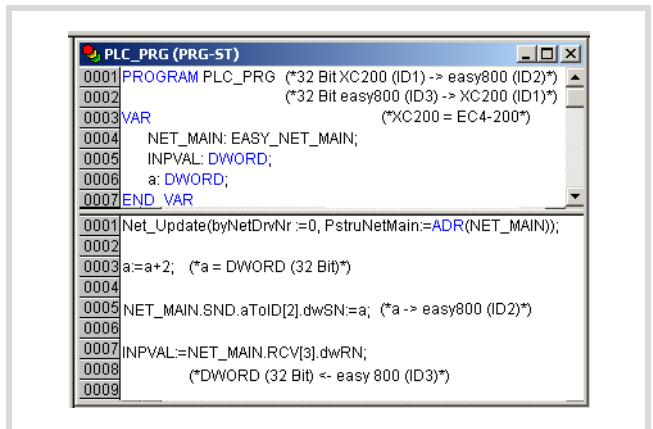 PLC_PRG (PRG-ST)
0001 PROGRAM PLC_PRG (*32 Bit XC200 (ID1) -> easy800 (ID2)*)
0002 (*32 Bit easy800 (ID3) -> XC200 (ID1)*)
0003 VAR (*XC200 = EC4-200*)
0004 NET_MAIN: EASY_NET_MAIN;
0005 INPVAL: DWORD;
0006 a: DWORD;
0007 END_VAR
0001 Net_Update(byNetDrvNr :=0, PstruNetMain:=ADR(NET_MAIN));
0002
0003 a:=a+2; (*a = DWORD (32 Bit)*)
0004
0005 NET_MAIN.SND.aToID[2].dwSN:=a; (*a -> easy800 (ID2)*)
0006
0007 INPVAL:=NET_MAIN.RCV[3].dwRN;
0008 (*DWORD (32 Bit) <- easy 800 (ID3)*)
0009